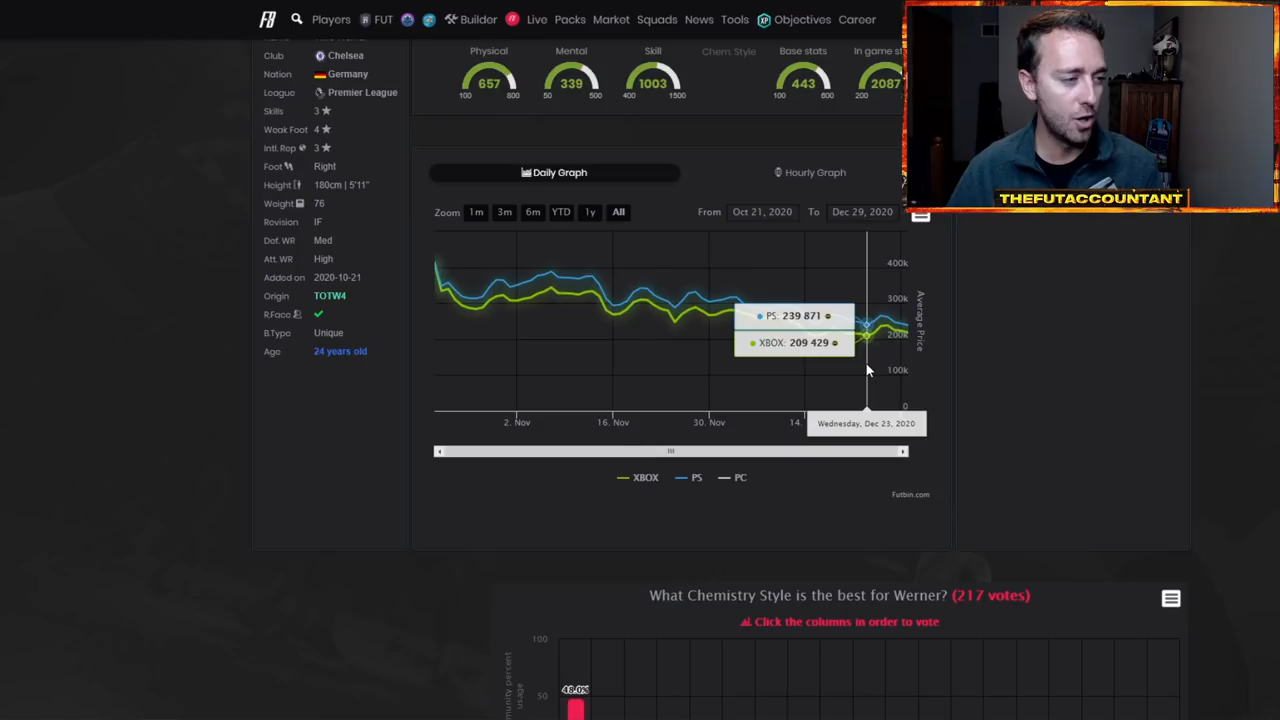 Players FUT Builder Live Packs Market Squads News Tools XP Objectives Career
Club Chelsea
Nation Germany
League Premier League
Skills 3
Weak Foot 4
Intl. Rep 3
Foot Right
Height 180cm | 5'11"
Weight 76
Revision IF
Def. WR Med
Att. WR High
Added on 2020-10-21
Origin TOTW4
R.Face
B.Type Unique
Age 24 years old
Physical Mental Skill Chem. Style Base stats In game st
657 339 1003 443 2087
100 800 50 500 400 1500 100 600 200
Daily Graph Hourly Graph
Zoom 1m 3m 6m YTD 1y All From Oct 21, 2020 To Dec 29, 2020
400k
300k
200k
100k
0
Average Price
PS: 239 871
XBOX: 209 429
2. Nov 16. Nov 30. Nov 14.
Wednesday, Dec 23, 2020
XBOX PS PC
Futbin.com
THEFUTACCOUNTANT
What Chemistry Style is the best for Werner? (217 votes)
Click the columns in order to vote
100
50
48.0%
munity percent
usage